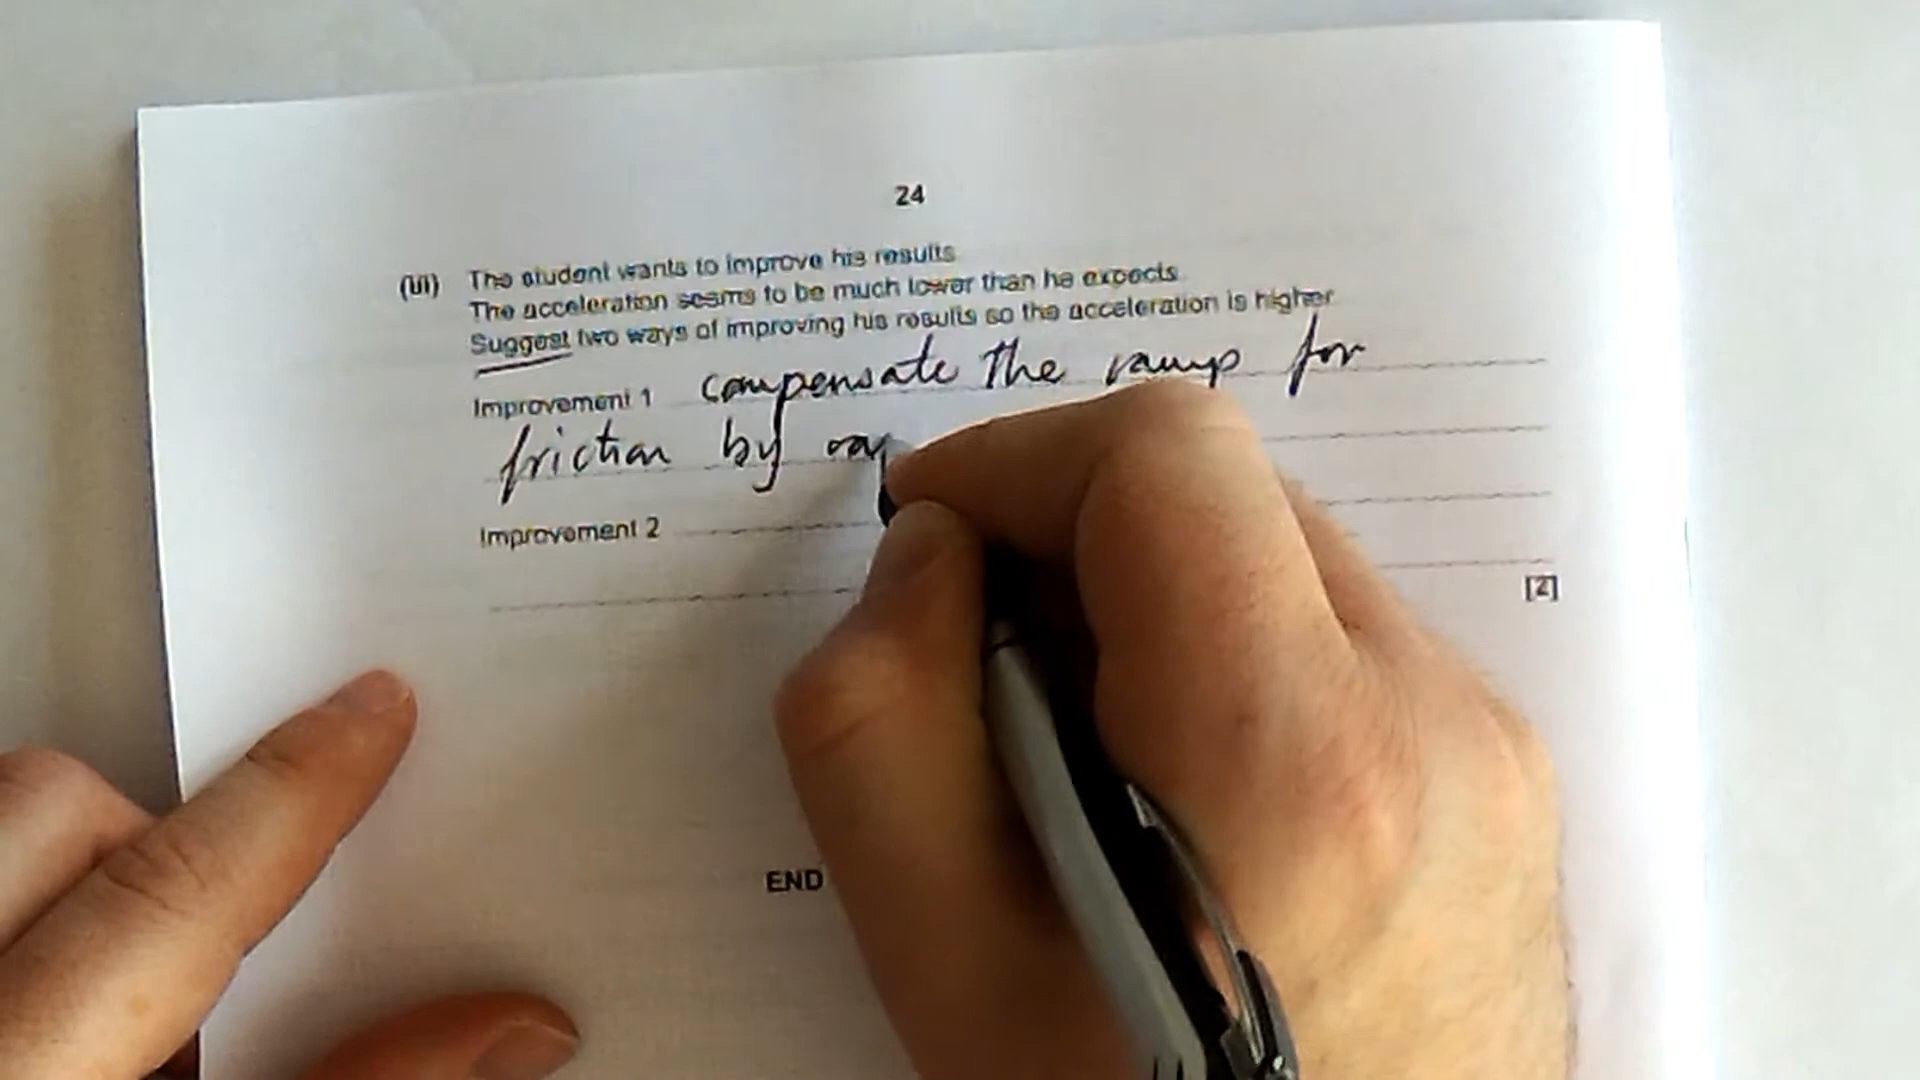 24
(iii) The student wants to improve his results
The acceleration seems to be much lower than he expects
Suggest two ways of improving his results so the acceleration is higher
Improvement 1 compensate the ramp for
friction by
Improvement 2
[2]
END